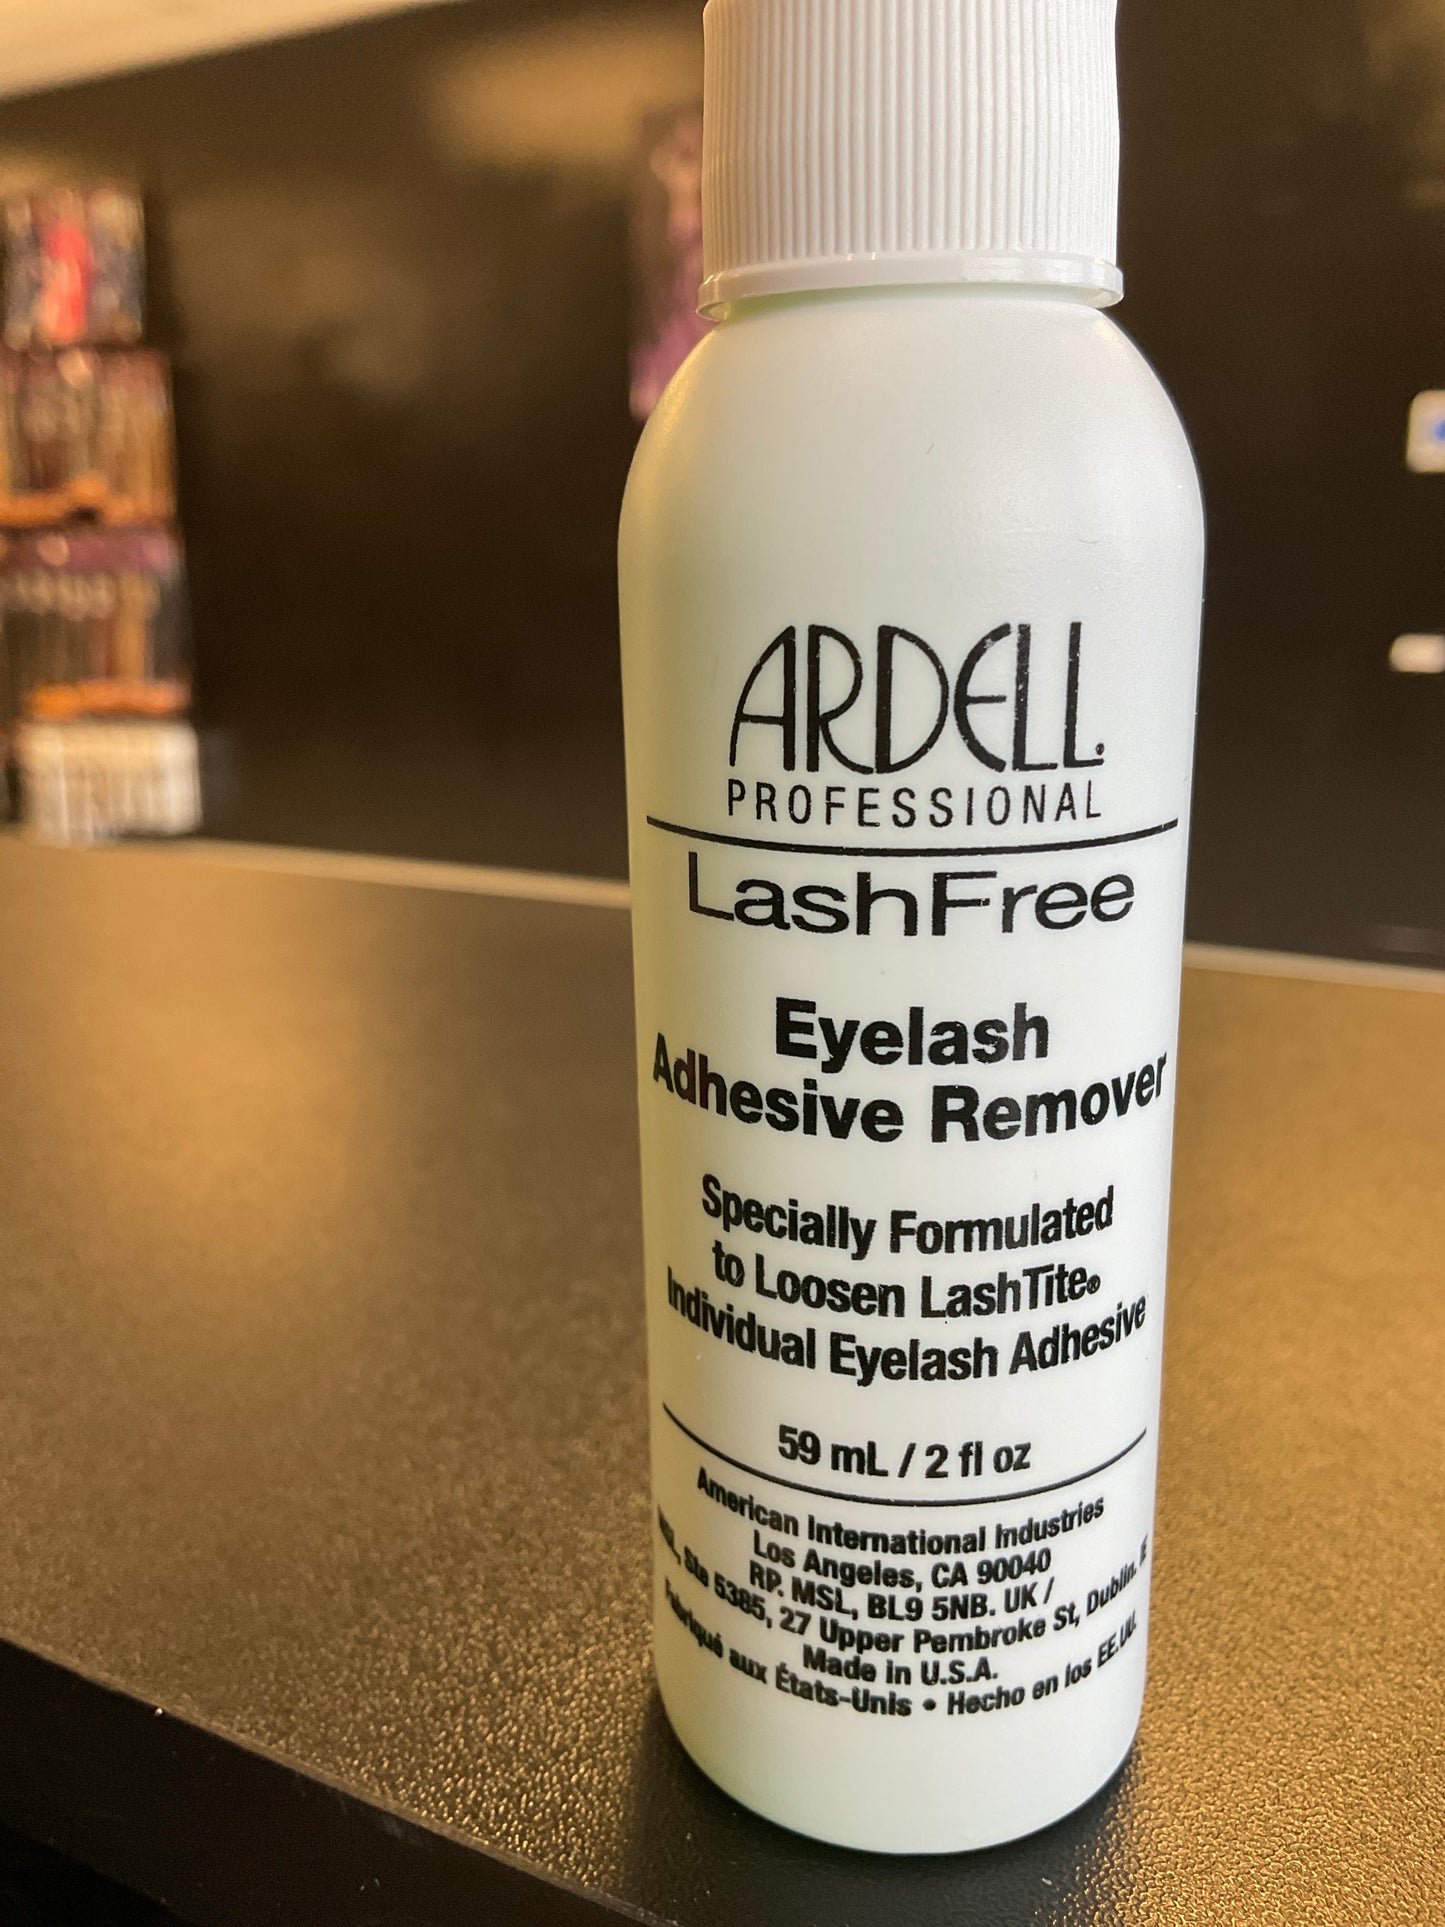 ARDELL®
PROFESSIONAL
LashFree
Eyelash
Adhesive Remover
Specially Formulated
to Loosen LashTite®
Individual Eyelash Adhesive
59 mL / 2 fl oz
American International Industries
Los Angeles, CA 90040
RP. MSL, BL9 5NB. UK /
MSL, Ste 5385, 27 Upper Pembroke St, Dublin. IE
Made in U.S.A.
Fabriqué aux États-Unis • Hecho en los EE.UU.